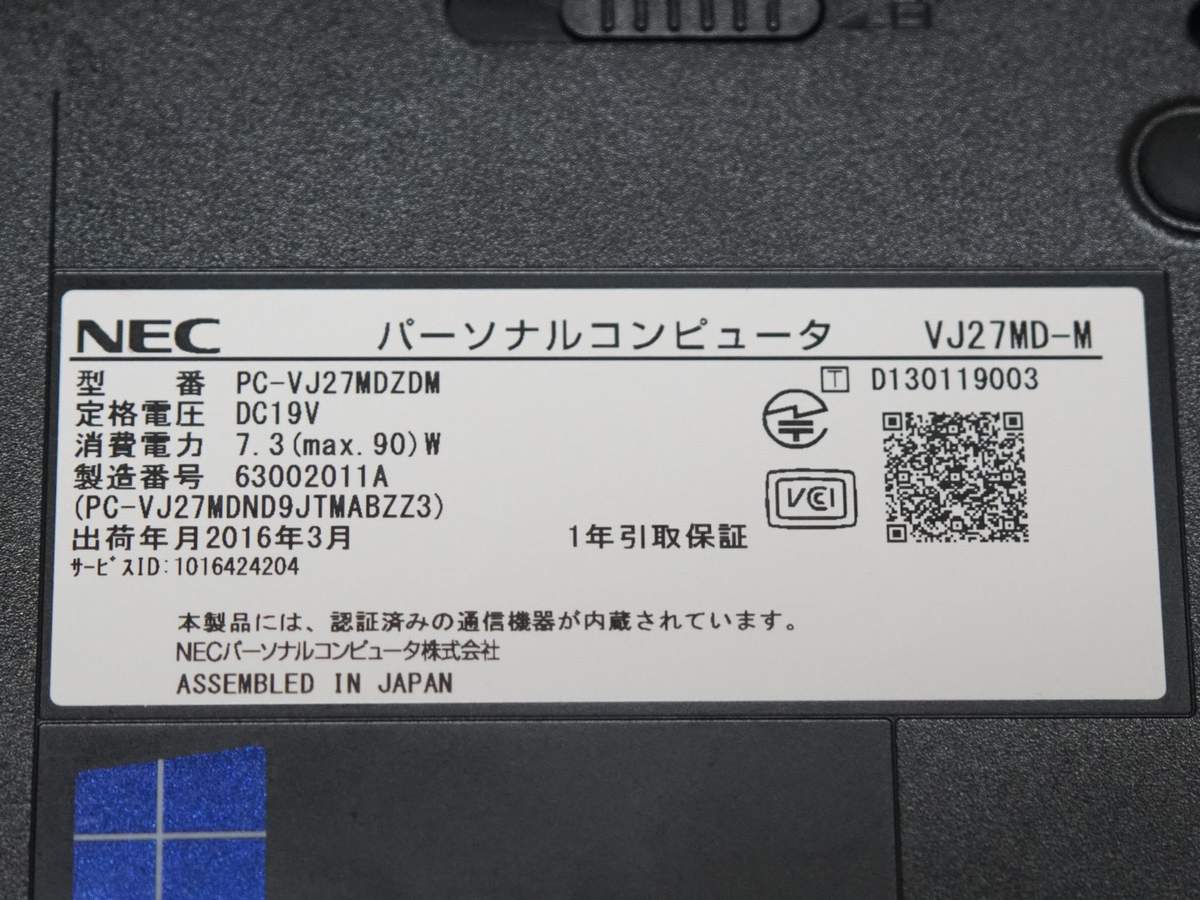 NEC パーソナルコンピュータ VJ27MD-M
型 番 PC-VJ27MDZDM
T D130119003
定格電圧 DC19V
消費電力 7.3(max.90)W
製造番号 63002011A
(PC-VJ27MDND9JTMABZZ3)
出荷年月2016年3月 1年引取保証
VCCI
ｻｰﾋﾞｽID:1016424204
本製品には、認証済みの通信機器が内蔵されています。
NECパーソナルコンピュータ株式会社
ASSEMBLED IN JAPAN